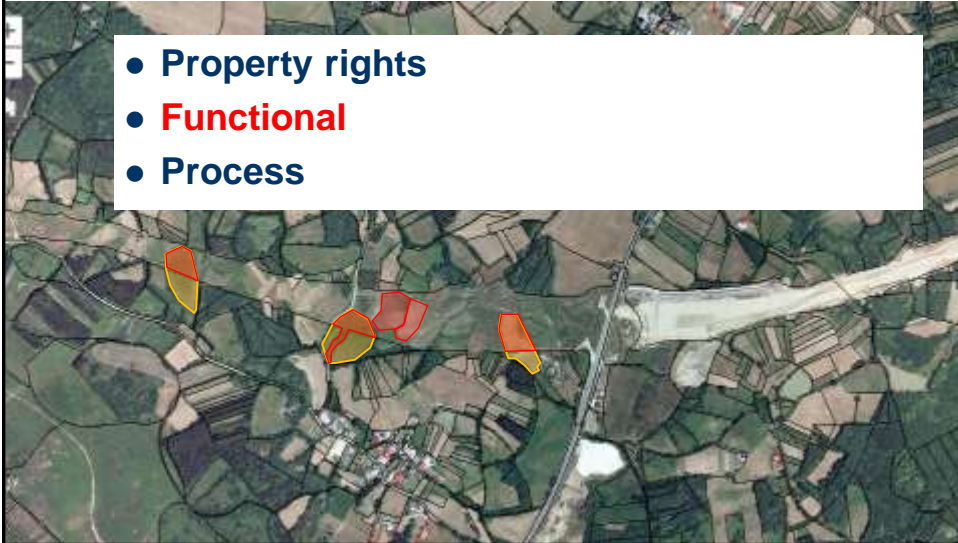 ● Property rights
● Functional
● Process